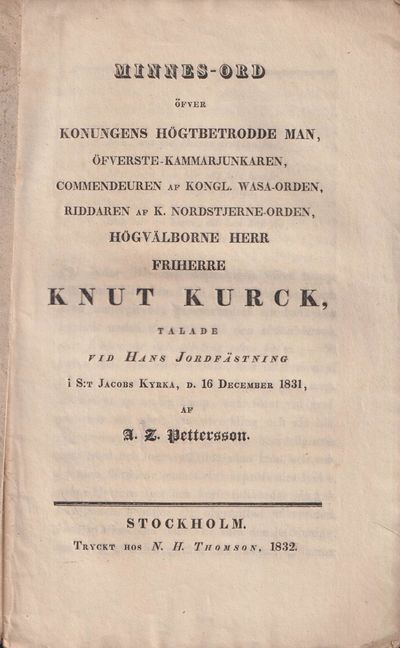 MINNES-ORD
ÖFVER
KONUNGENS HÖGTBETRODDE MAN,
ÖFVERSTE-KAMMARJUNKAREN,
COMMENDEUREN AF KONGL. WASA-ORDEN,
RIDDAREN AF K. NORDSTJERNE-ORDEN,
HÖGVÄLBORNE HERR
FRIHERRE
KNUT KURCK,
TALADE
VID HANS JORDFÄSTNING
i S:T JACOBS KYRKA, D. 16 DECEMBER 1831,
AF
A. Z. Pettersson.
STOCKHOLM.
TRYCKT HOS N. H. THOMSON, 1832.